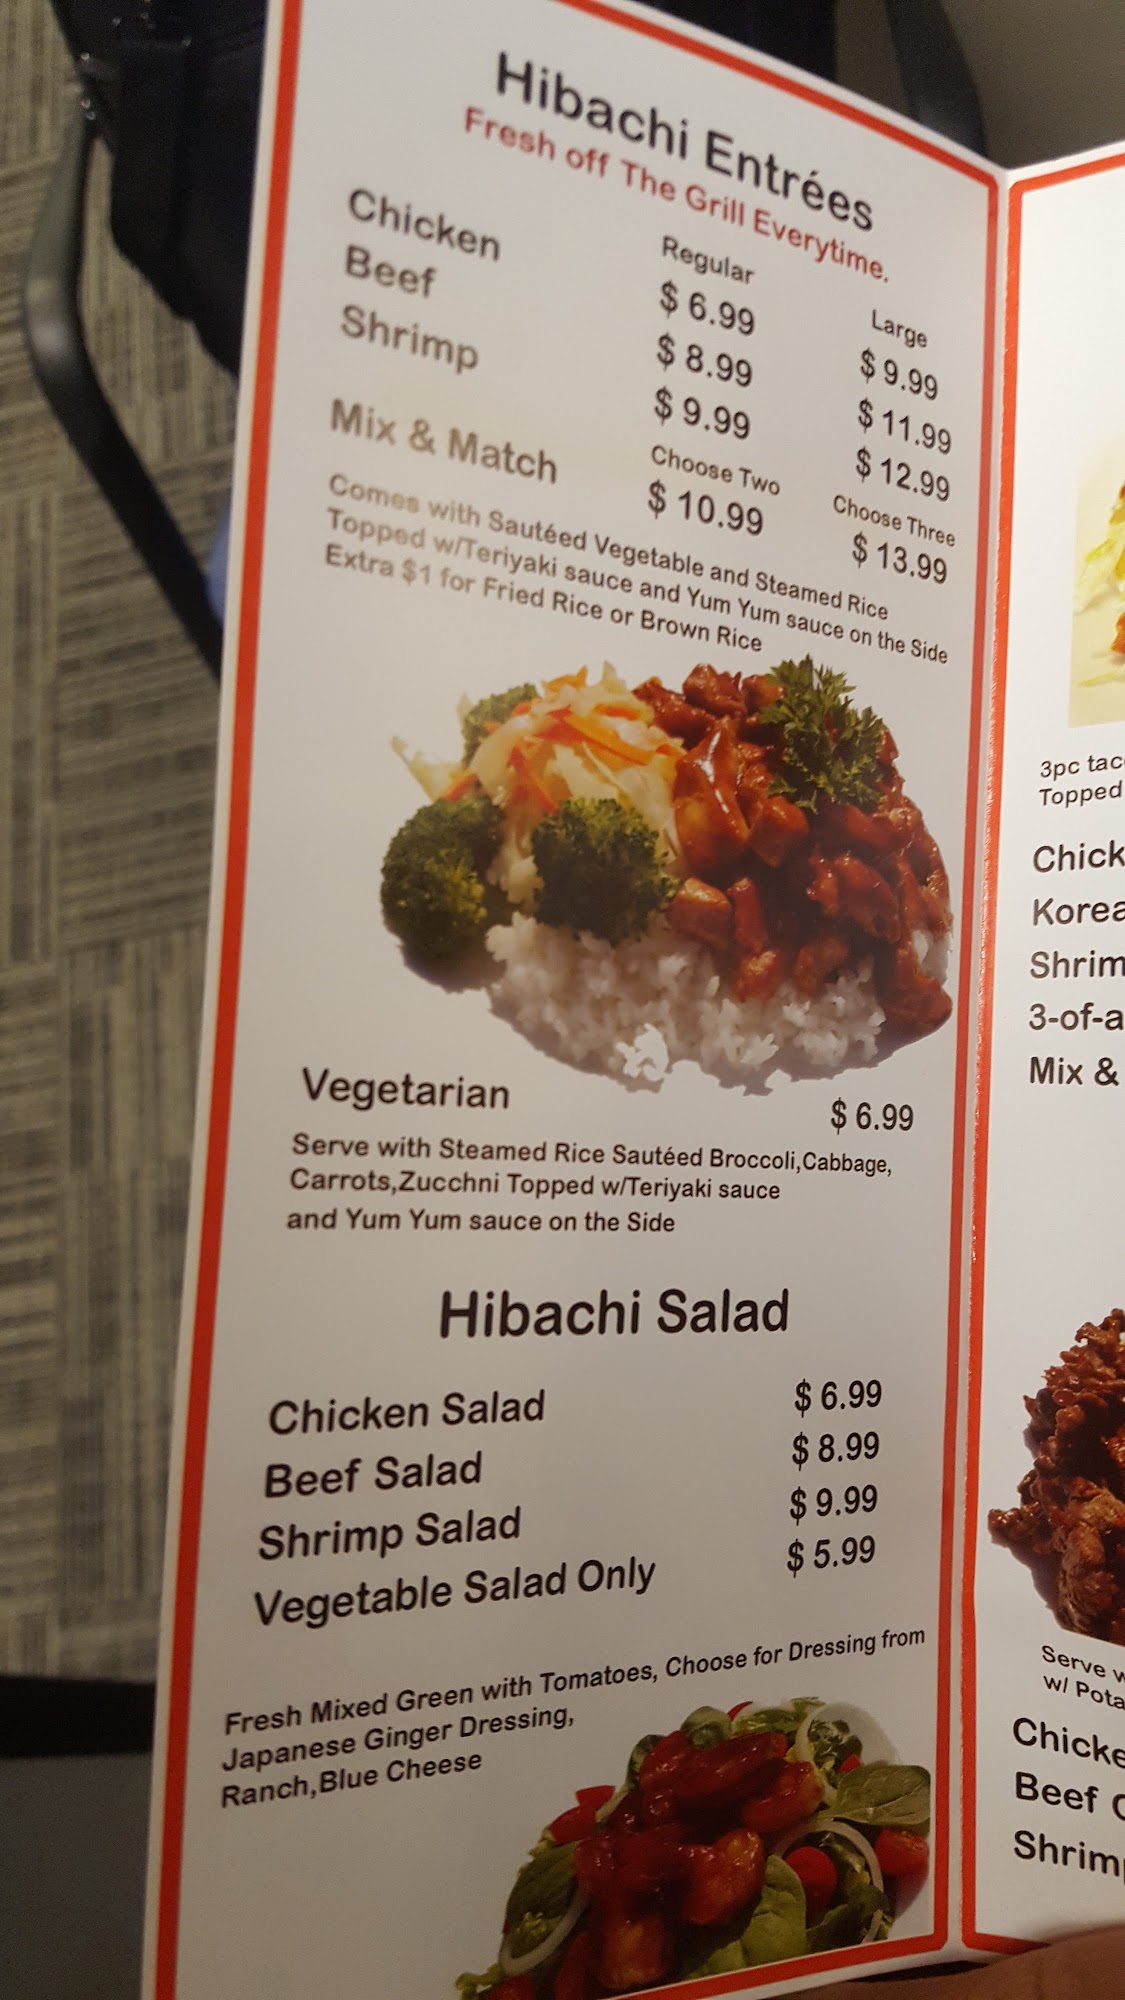 Hibachi Entrées
Fresh off The Grill Everytime.
Regular Large
Chicken $ 6.99 $ 9.99
Beef $ 8.99 $ 11.99
Shrimp $ 9.99 $ 12.99
Choose Two Choose Three
Mix & Match $ 10.99 $ 13.99
Comes with Sautéed Vegetable and Steamed Rice
Topped w/Teriyaki sauce and Yum Yum sauce on the Side
Extra $1 for Fried Rice or Brown Rice
Vegetarian $ 6.99
Serve with Steamed Rice Sautéed Broccoli,Cabbage,
Carrots,Zucchni Topped w/Teriyaki sauce
and Yum Yum sauce on the Side
Hibachi Salad
Chicken Salad $ 6.99
Beef Salad $ 8.99
Shrimp Salad $ 9.99
Vegetable Salad Only $ 5.99
Fresh Mixed Green with Tomatoes, Choose for Dressing from
Japanese Ginger Dressing,
Ranch,Blue Cheese
3pc
Topped
Mix &
w/
Beef